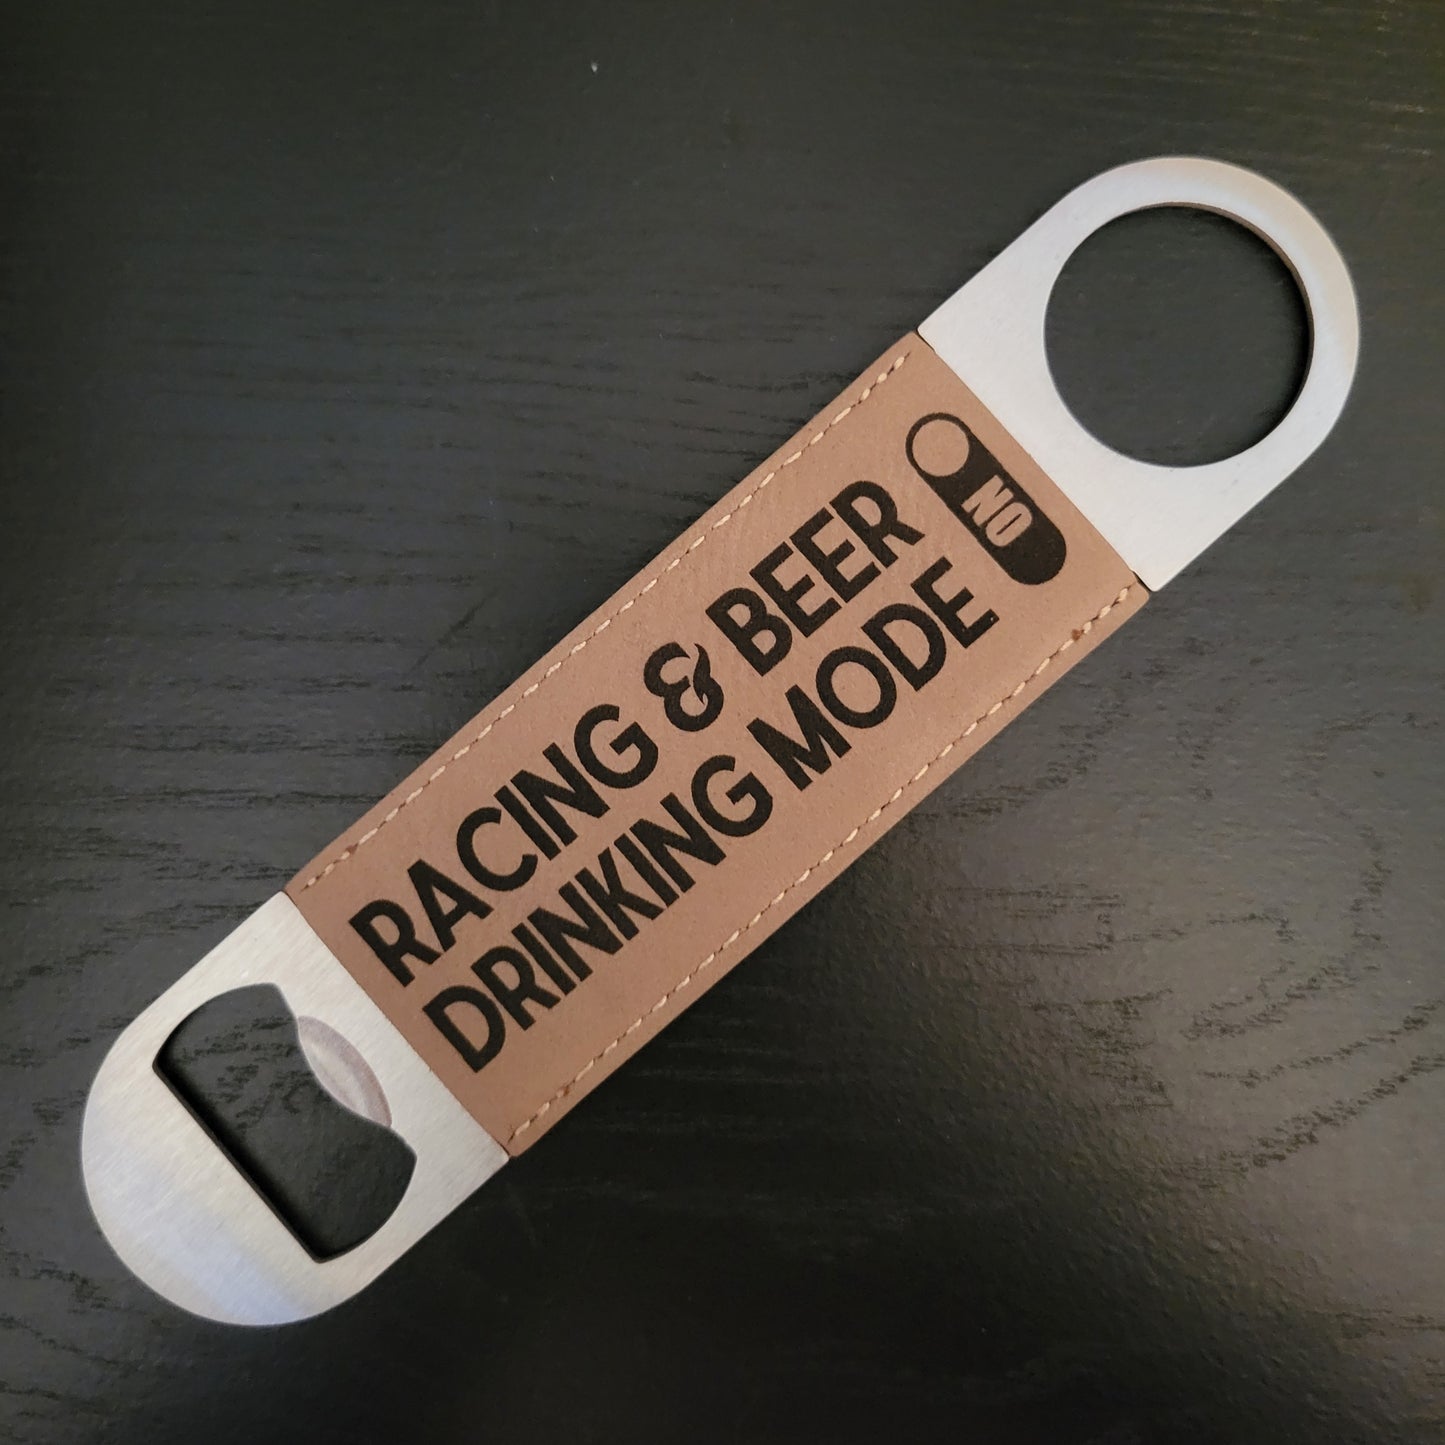 RACING & BEER
DRINKING MODE
ON